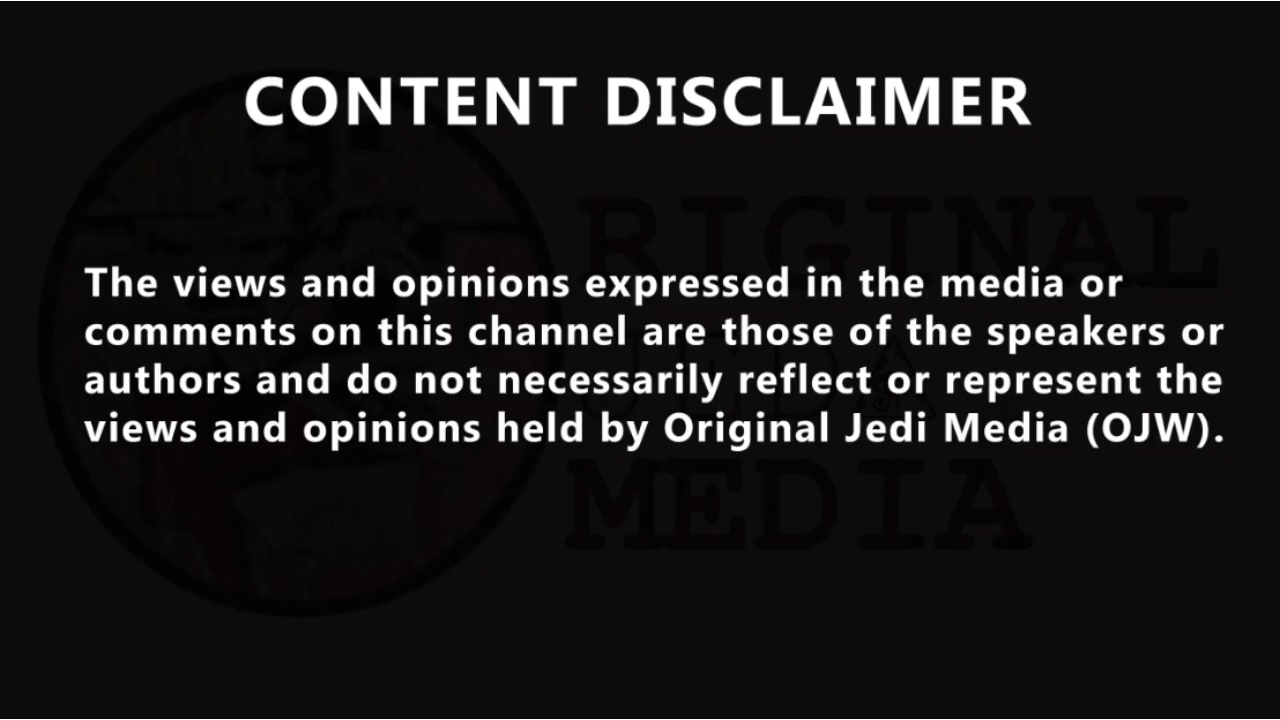 CONTENT DISCLAIMER
RIGINAL
The views and opinions expressed in the media or
comments on this channel are those of the speakers or
authors and do not necessarily reflect or represent the
views and opinions held by Original Jedi Media (OJW).
MEDIA